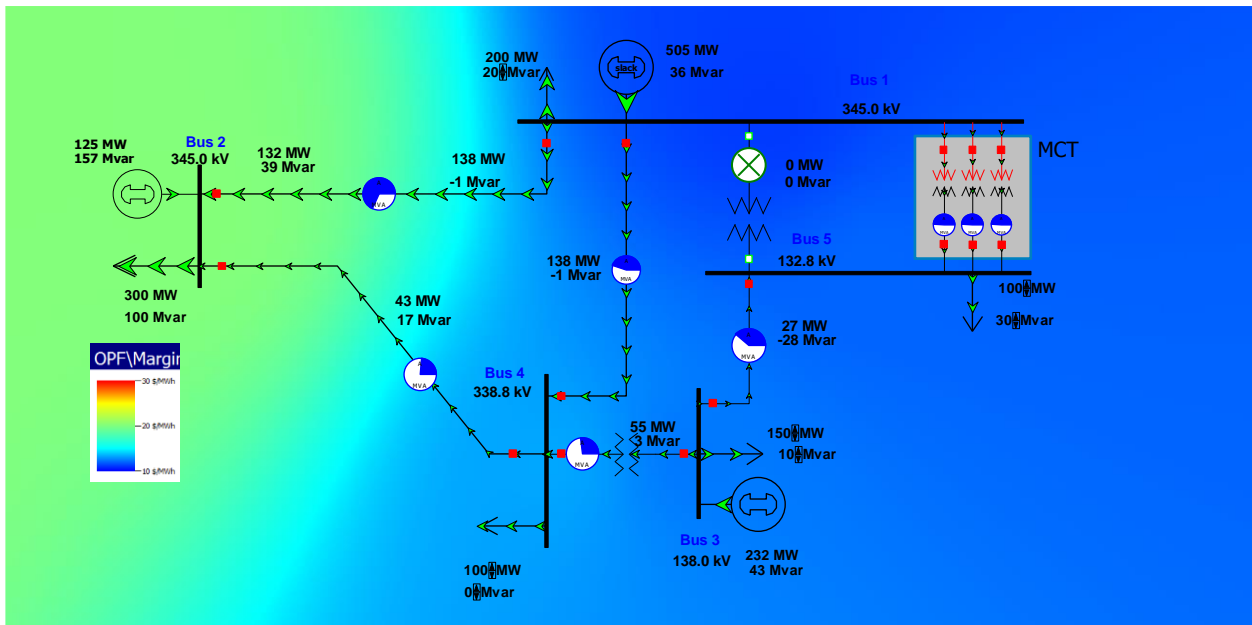 200 MW
20 Mvar
slack
505 MW
36 Mvar
Bus 1
345.0 kV
MCT
125 MW
157 Mvar
Bus 2
345.0 kV
132 MW
39 Mvar
138 MW
-1 Mvar
MVA
0 MW
0 Mvar
MVA
MVA
MVA
Bus 5
132.8 kV
138 MW
-1 Mvar
MVA
100 MW
30 Mvar
300 MW
100 Mvar
43 MW
17 Mvar
27 MW
-28 Mvar
MVA
OPF\Margin
30 $/MWh
20 $/MWh
10 $/MWh
MVA
Bus 4
338.8 kV
55 MW
3 Mvar
MVA
150 MW
10 Mvar
Bus 3
138.0 kV
232 MW
43 Mvar
100 MW
0 Mvar